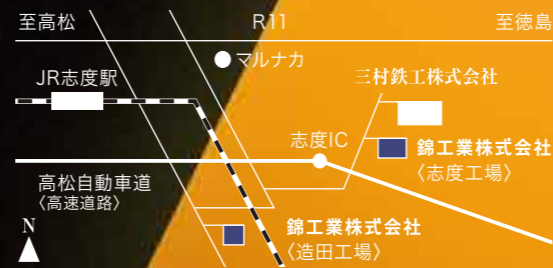 至高松
R11
至徳島
マルナカ
JR志度駅
三村鉄工株式会社
志度IC
錦工業株式会社
〈志度工場〉
高松自動車道
〈高速道路〉
N
錦工業株式会社
〈造田工場〉